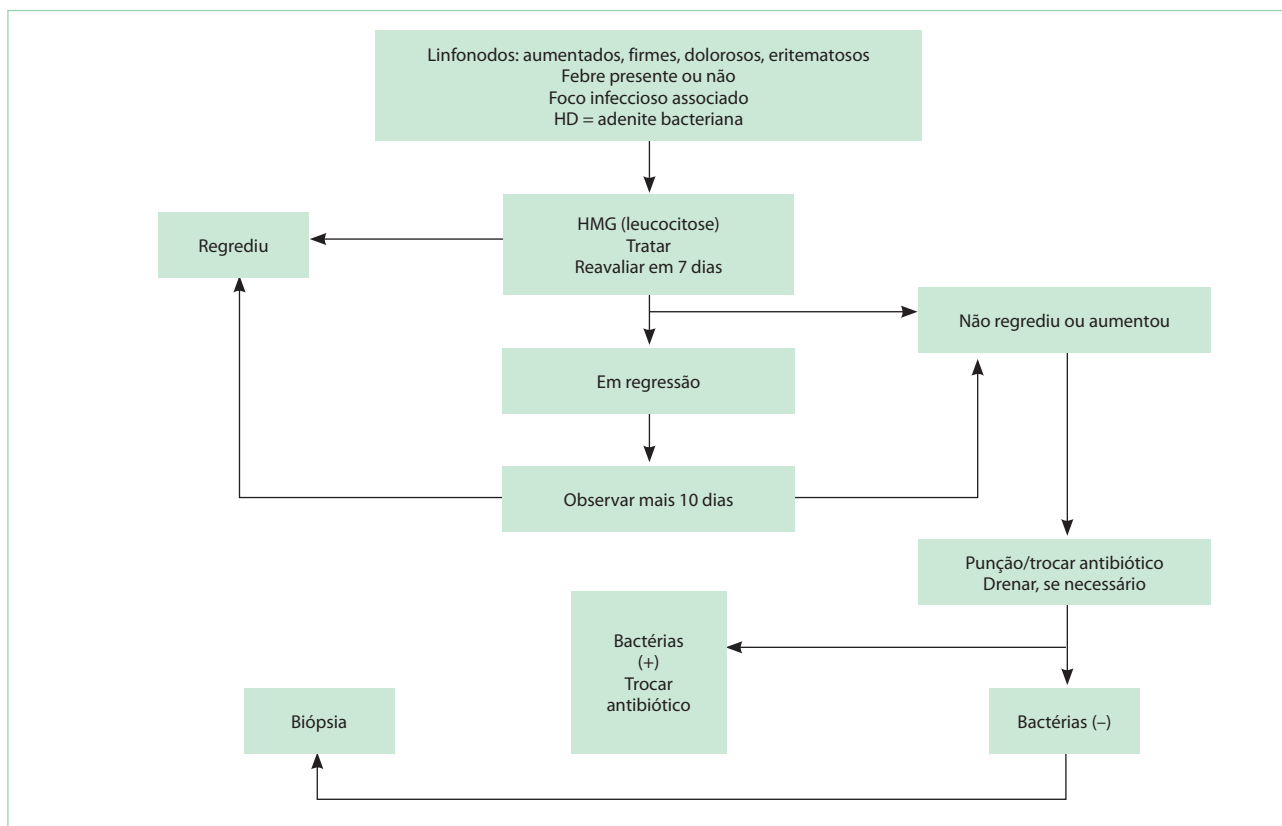 Linfonodos: aumentados, firmes, dolorosos, eritematosos
Febre presente ou não
Foco infeccioso associado
HD = adenite bacteriana
HMG (leucocitose)
Tratar
Reavaliar em 7 dias
Regrediu
Não regrediu ou aumentou
Em regressão
Observar mais 10 dias
Punção/trocar antibiótico
Drenar, se necessário
Bactérias
(+)
Trocar
antibiótico
Bactérias (–)
Biópsia